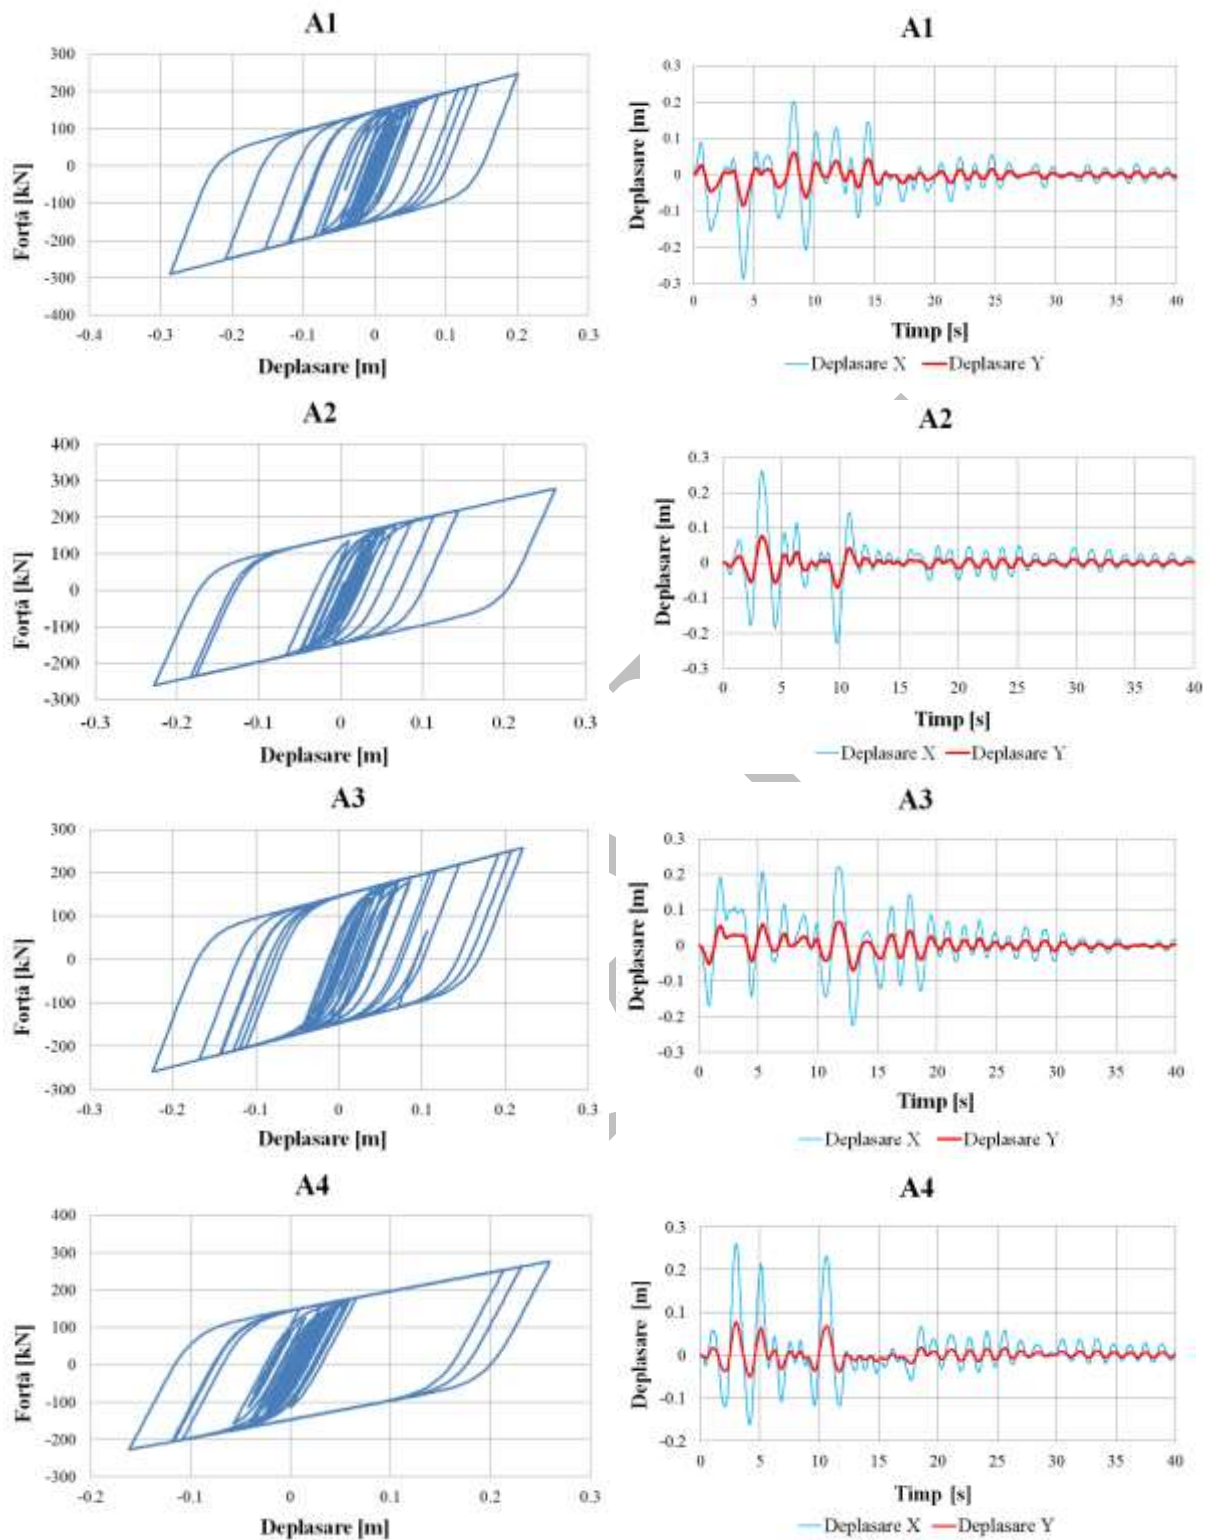 A1
300
200
100
0
-100
-200
-300
-400
-0.4 -0.3 -0.2 -0.1 0 0.1 0.2 0.3
Forță [kN]
Deplasare [m]
A1
0.3
0.2
0.1
0
-0.1
-0.2
-0.3
0 5 10 15 20 25 30 35 40
Deplasare [m]
Timp [s]
Deplasare X Deplasare Y
A2
400
300
200
100
0
-100
-200
-300
-0.3 -0.2 -0.1 0 0.1 0.2 0.3
Forță [kN]
Deplasare [m]
A2
0.3
0.2
0.1
0
-0.1
-0.2
-0.3
0 5 10 15 20 25 30 35 40
Deplasare [m]
Timp [s]
Deplasare X Deplasare Y
A3
300
200
100
0
-100
-200
-300
-0.3 -0.2 -0.1 0 0.1 0.2 0.3
Forță [kN]
Deplasare [m]
A3
0.3
0.2
0.1
0
-0.1
-0.2
-0.3
0 5 10 15 20 25 30 35 40
Deplasare [m]
Timp [s]
Deplasare X Deplasare Y
A4
400
300
200
100
0
-100
-200
-300
-0.2 -0.1 0 0.1 0.2 0.3
Forță [kN]
Deplasare [m]
A4
0.3
0.2
0.1
0
-0.1
-0.2
0 5 10 15 20 25 30 35 40
Deplasare [m]
Timp [s]
Deplasare X Deplasare Y